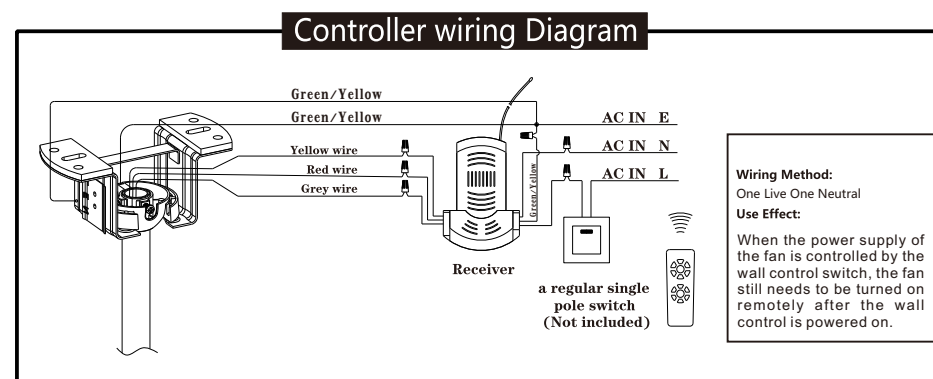 Controller wiring Diagram
Green/Yellow
Green/Yellow
Yellow wire
Red wire
Grey wire
Green/Yellow
AC IN E
AC IN N
AC IN L
Receiver
a regular single
pole switch
(Not included)
Wiring Method:
One Live One Neutral
Use Effect:
When the power supply of
the fan is controlled by the
wall control switch, the fan
still needs to be turned on
remotely after the wall
control is powered on.